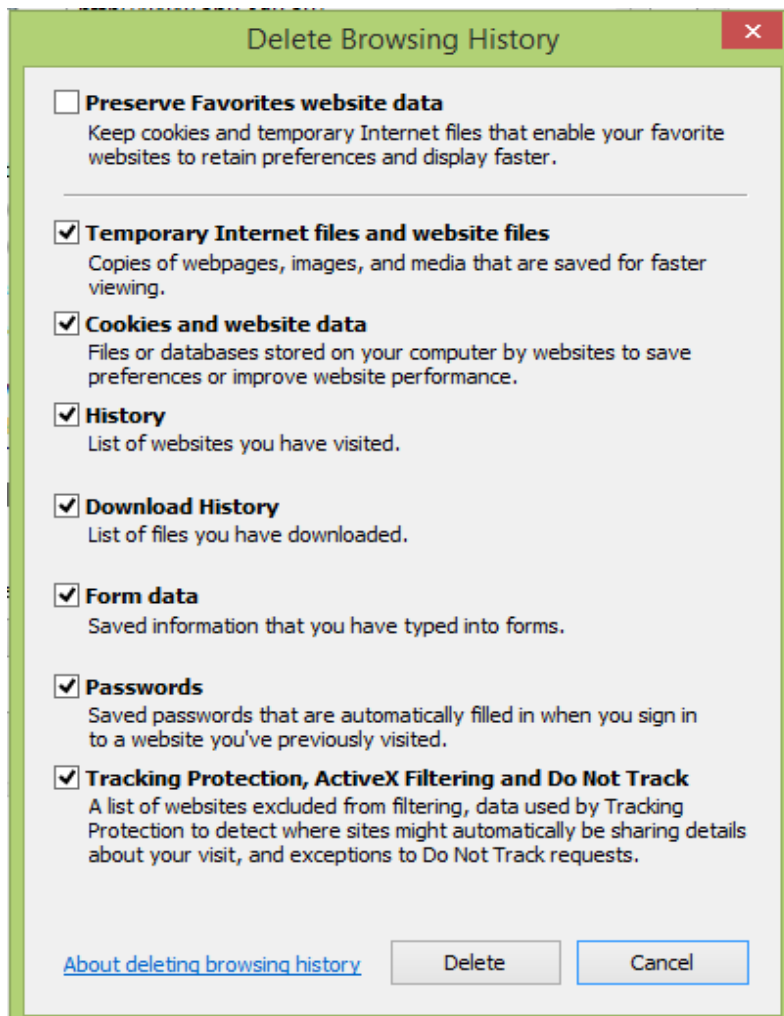 Delete Browsing History
Preserve Favorites website data
Keep cookies and temporary Internet files that enable your favorite
websites to retain preferences and display faster.
Temporary Internet files and website files
Copies of webpages, images, and media that are saved for faster
viewing.
Cookies and website data
Files or databases stored on your computer by websites to save
preferences or improve website performance.
History
List of websites you have visited.
Download History
List of files you have downloaded.
Form data
Saved information that you have typed into forms.
Passwords
Saved passwords that are automatically filled in when you sign in
to a website you've previously visited.
Tracking Protection, ActiveX Filtering and Do Not Track
A list of websites excluded from filtering, data used by Tracking
Protection to detect where sites might automatically be sharing details
about your visit, and exceptions to Do Not Track requests.
About deleting browsing history Delete Cancel